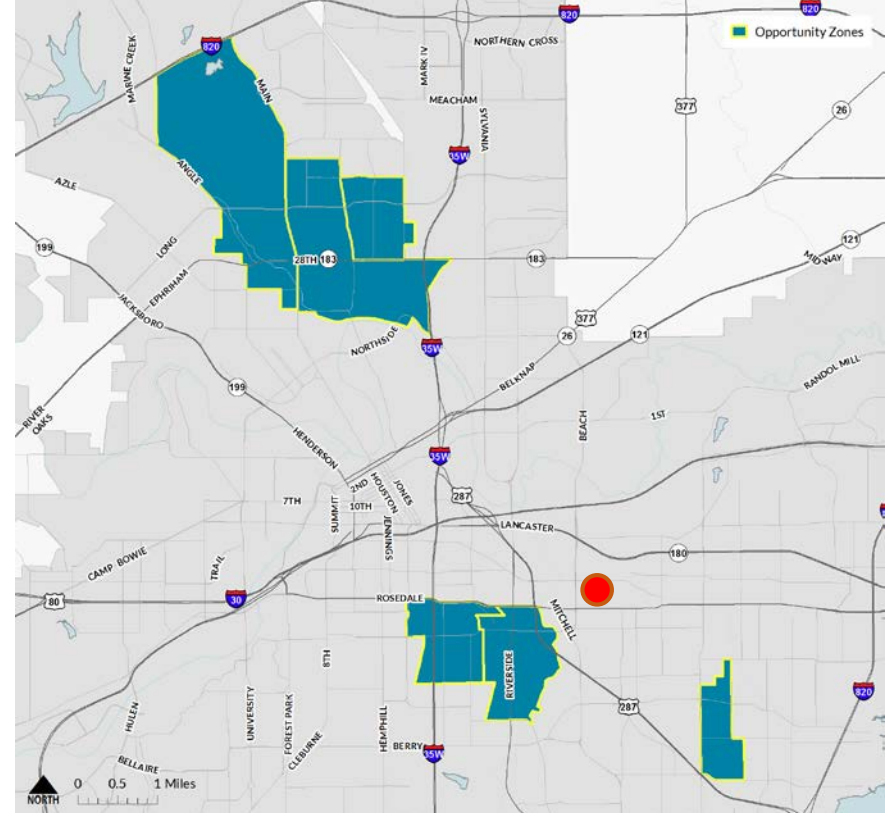 820
820
820
NORTHERN CROSS
Opportunity Zones
MARINE CREEK
MAIN
MARK IV
MEACHAM
SYLVANIA
377
26
35W
ANGLE
AZLE
LONG
199
28TH 183
183
121
MIDWAY
EPHRIHAM
JACKSBORO
377
26
121
NORTHSIDE
35W
BELKNAP
RANDOL MILL
199
RIVER
OAKS
BEACH
1ST
HENDERSON
35W
2ND
HOUSTON
JONES
287
7TH
SUMMIT
10TH
JENNINGS
LANCASTER
180
CAMP BOWIE
TRAIL
80
30
ROSEDALE
MITCHELL
8TH
RIVERSIDE
820
UNIVERSITY
FOREST PARK
CLEBURNE
HEMPHILL
287
HULEN
BERRY
35W
BELLAIRE
NORTH
0 0.5 1 Miles